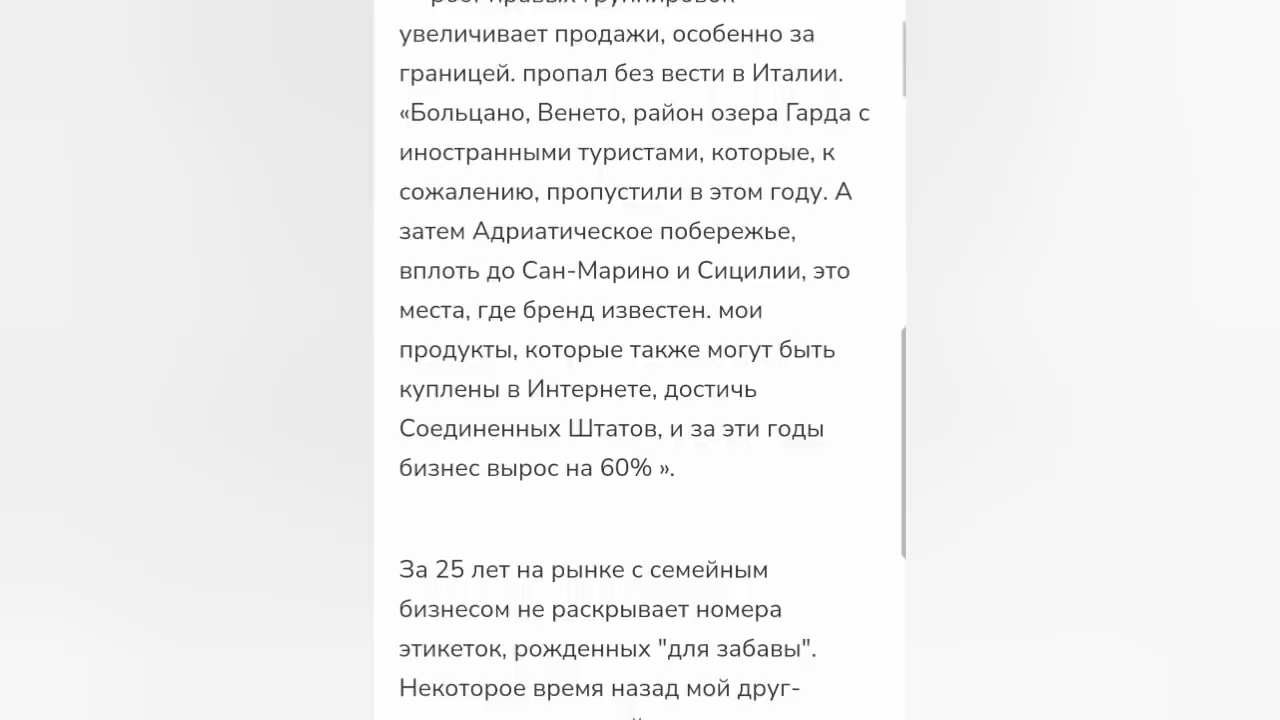 увеличивает продажи, особенно за
границей. пропал без вести в Италии.
«Больцано, Венето, район озера Гарда с
иностранными туристами, которые, к
сожалению, пропустили в этом году. А
затем Адриатическое побережье,
вплоть до Сан-Марино и Сицилии, это
места, где бренд известен. мои
продукты, которые также могут быть
куплены в Интернете, достичь
Соединенных Штатов, и за эти годы
бизнес вырос на 60% ».
За 25 лет на рынке с семейным
бизнесом не раскрывает номера
этикеток, рожденных "для забавы".
Некоторое время назад мой друг-